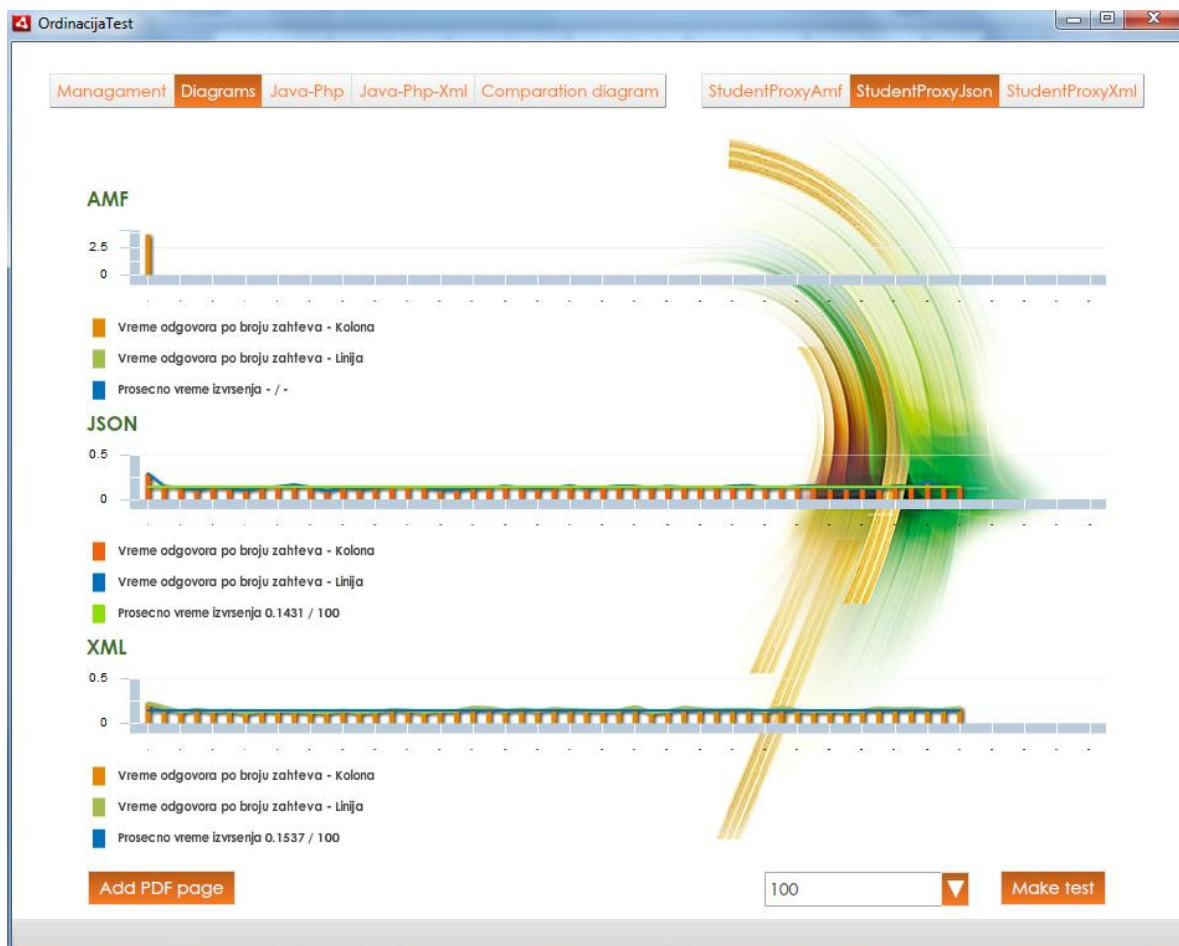 OrdinacijaTest
Managament Diagrams Java-Php Java-Php-Xml Comparation diagram StudentProxyAmf StudentProxyJson StudentProxyXml
AMF
2.5
0
Vreme odgovora po broju zahteva - Kolona
Vreme odgovora po broju zahteva - Linija
Prosecno vreme izvrsenja - / -
JSON
0.5
0
Vreme odgovora po broju zahteva - Kolona
Vreme odgovora po broju zahteva - Linija
Prosecno vreme izvrsenja 0.1431 / 100
XML
0.5
0
Vreme odgovora po broju zahteva - Kolona
Vreme odgovora po broju zahteva - Linija
Prosecno vreme izvrsenja 0.1537 / 100
Add PDF page 100 Make test